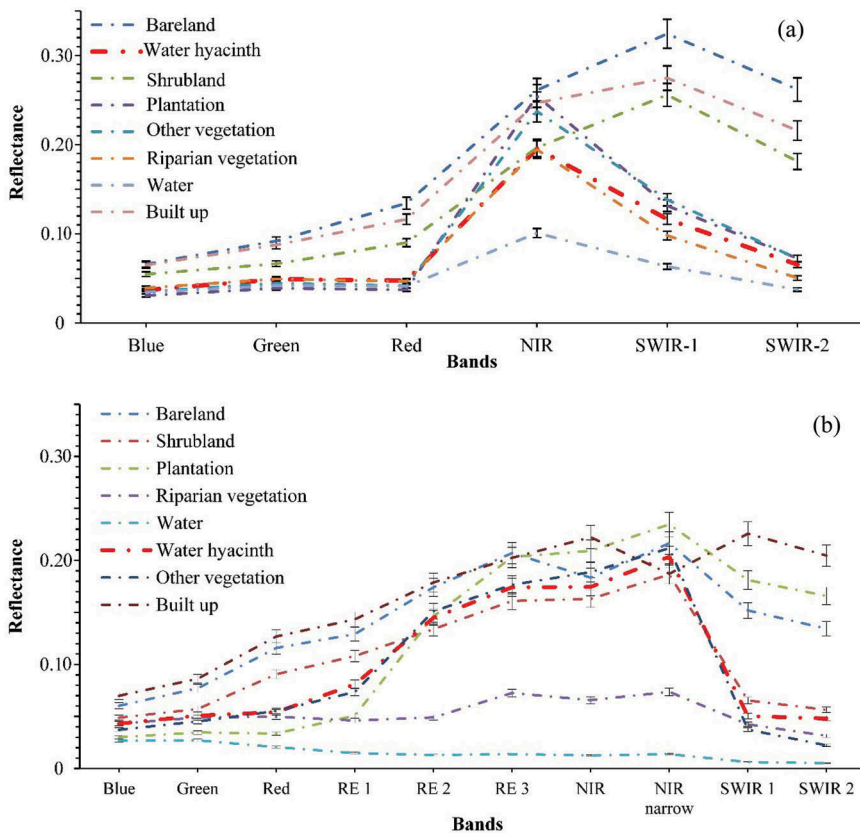 (a)
Bareland
Water hyacinth
Shrubland
Plantation
Other vegetation
Riparian vegetation
Water
Built up
Reflectance
0.30
0.20
0.10
0
Blue Green Red NIR SWIR-1 SWIR-2
Bands
(b)
Bareland
Shrubland
Plantation
Riparian vegetation
Water
Water hyacinth
Other vegetation
Built up
Reflectance
0.30
0.20
0.10
0
Blue Green Red RE 1 RE 2 RE 3 NIR NIR narrow SWIR 1 SWIR 2
Bands